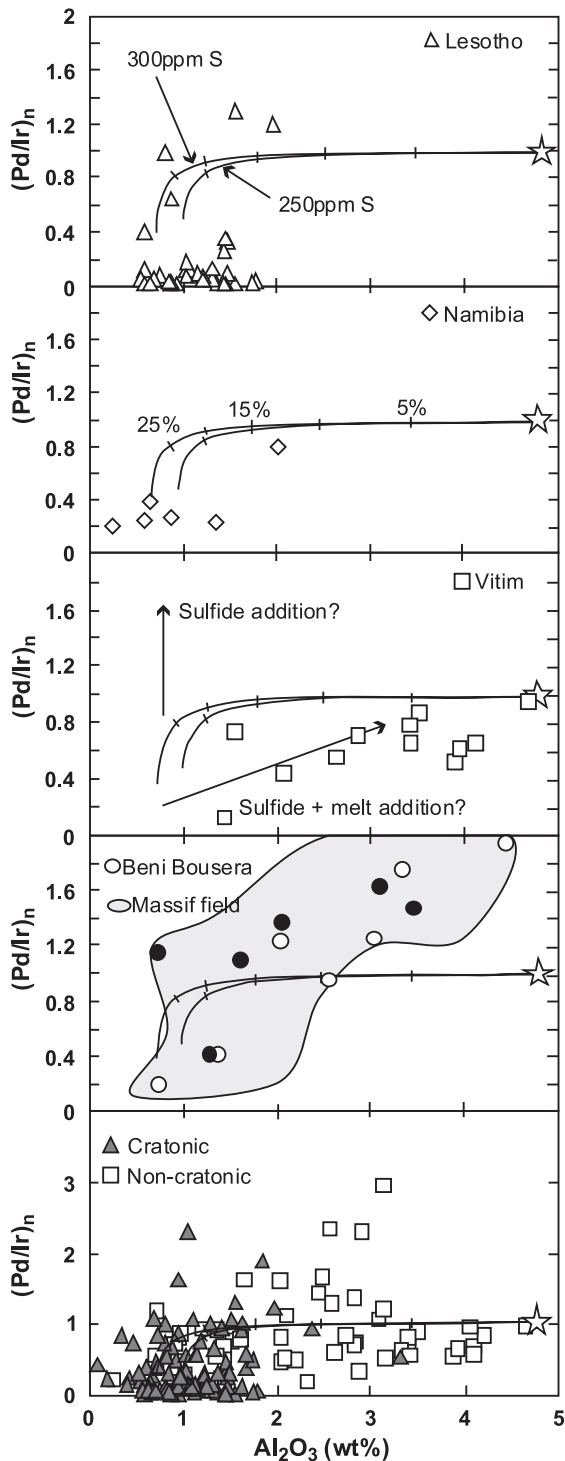 2
Lesotho
300ppm S
1.6
1.2
(Pd/Ir)n
0.8
250ppm S
0.4
0
Namibia
1.6
(Pd/Ir)n
1.2
25% 15% 5%
0.8
0.4
0
Vitim
1.6
Sulfide addition?
(Pd/Ir)n
1.2
0.8
0.4
Sulfide + melt addition?
0
Beni Bousera
1.6
Massif field
(Pd/Ir)n
1.2
0.8
0.4
0
Cratonic
Non-cratonic
3
(Pd/Ir)n
2
1
0
0 1 2 3 4 5
Al2O3 (wt%)